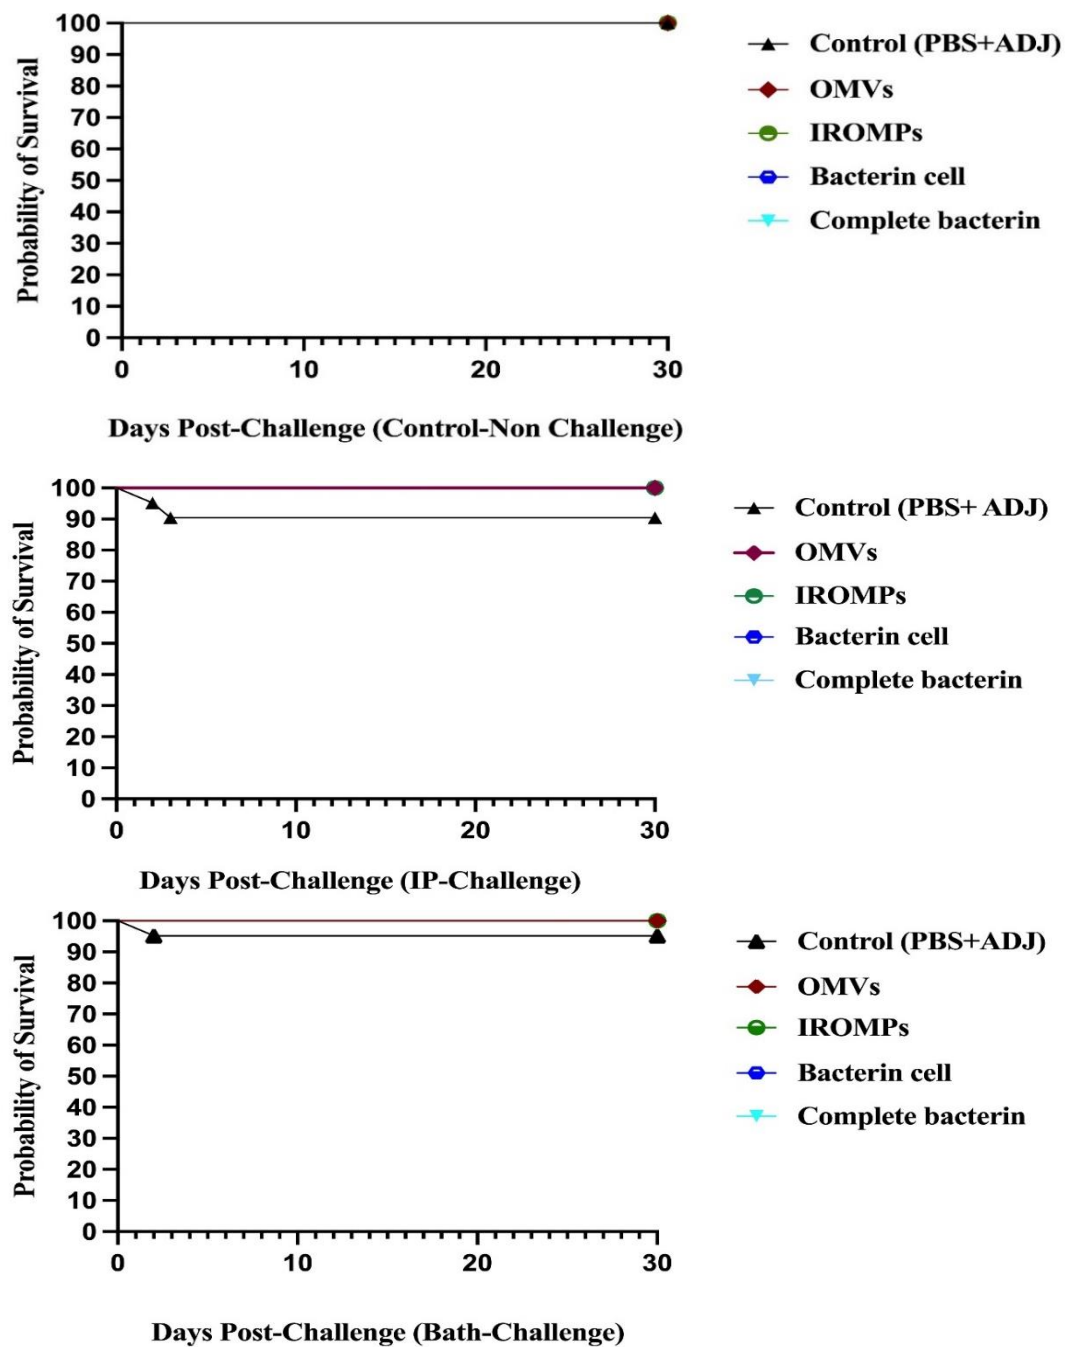 Probability of Survival
100
90
80
70
60
50
40
30
20
10
0
0 10 20 30
Days Post-Challenge (Control-Non Challenge)
Control (PBS+ADJ)
OMVs
IROMPs
Bacterin cell
Complete bacterin
Probability of Survival
100
90
80
70
60
50
40
30
20
10
0
0 10 20 30
Days Post-Challenge (IP-Challenge)
Control (PBS+ ADJ)
OMVs
IROMPs
Bacterin cell
Complete bacterin
Probability of Survival
100
90
80
70
60
50
40
30
20
10
0
0 10 20 30
Days Post-Challenge (Bath-Challenge)
Control (PBS+ADJ)
OMVs
IROMPs
Bacterin cell
Complete bacterin